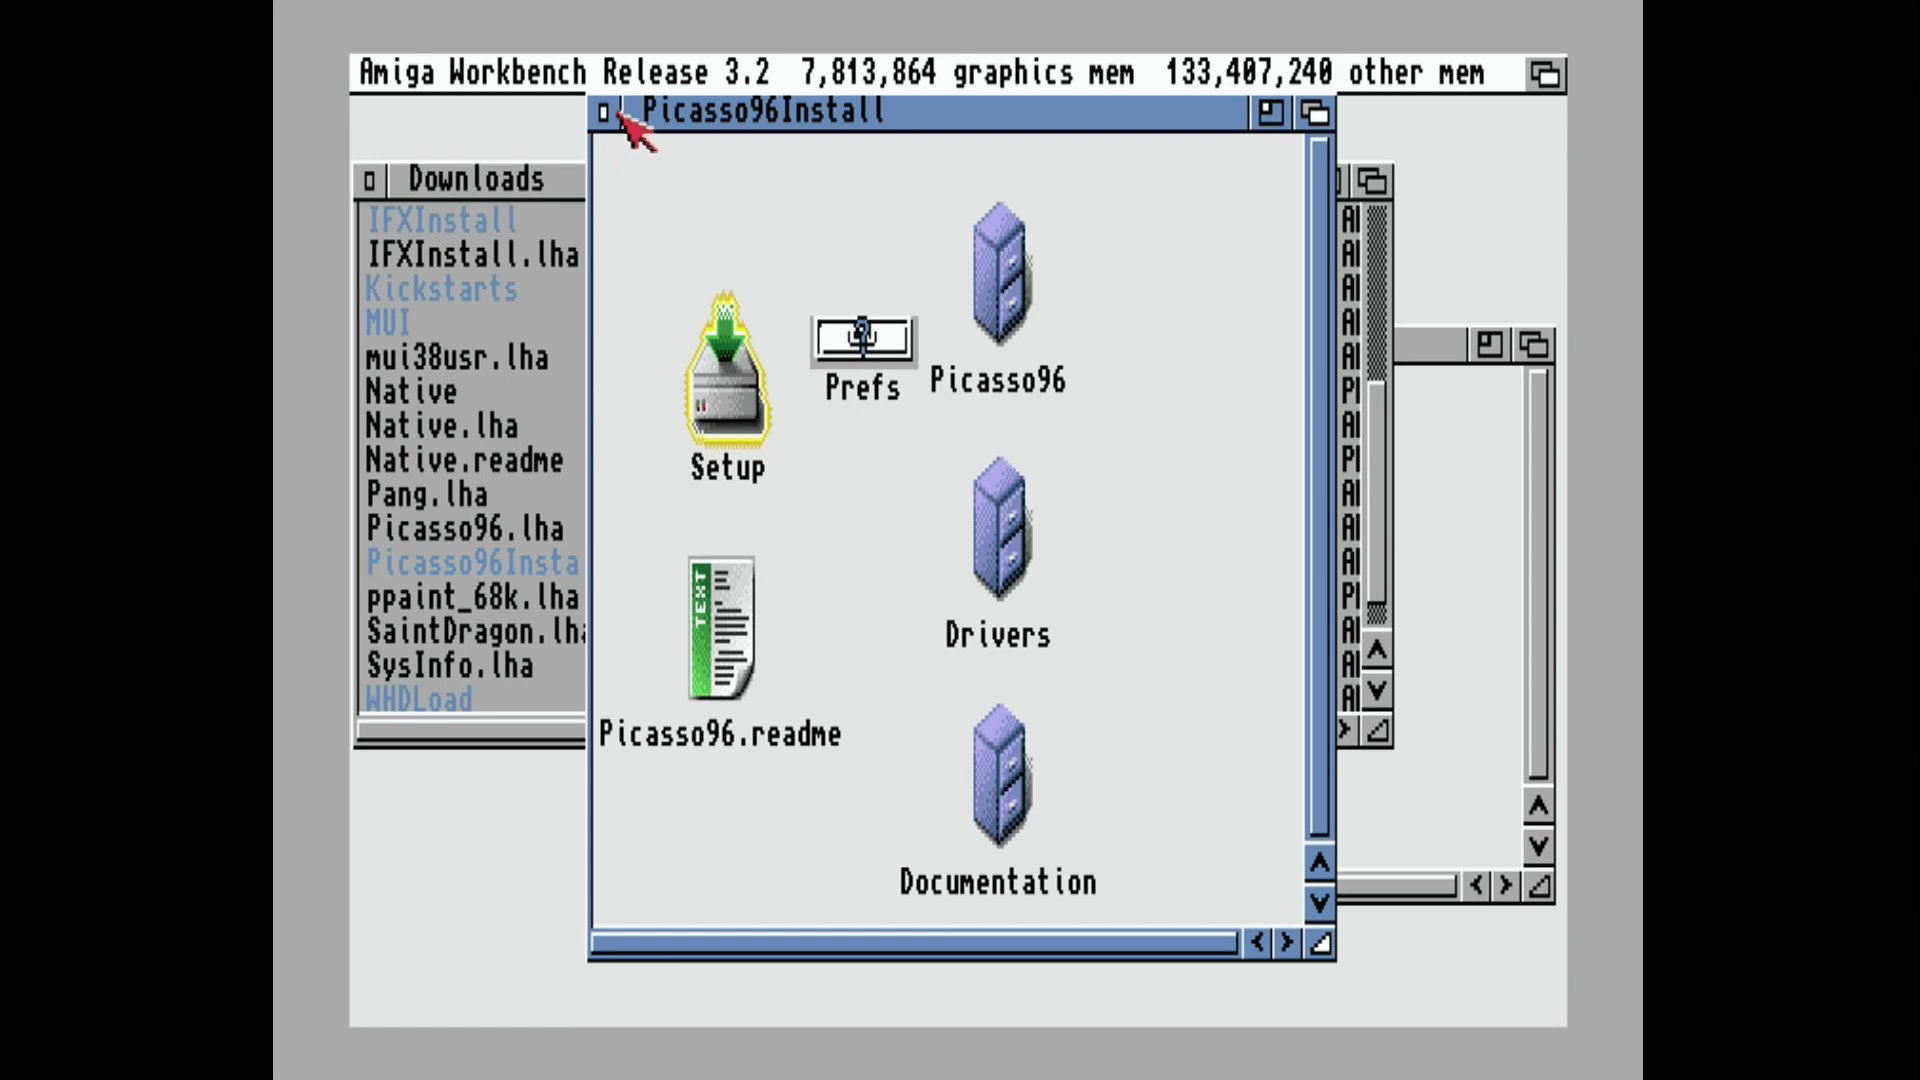 Amiga Workbench Release 3.2 7,813,864 graphics mem 133,407,240 other mem
Picasso96Install
Downloads
IFXInstall
IFXInstall.lha
Kickstarts
MUI
mui38usr.lha
Native
Native.lha
Native.readme
Pang.lha
Picasso96.lha
Picasso96Insta
ppaint_68k.lha
SaintDragon.lha
SysInfo.lha
WHDLoad
Setup
Prefs
Picasso96
TEXT
Picasso96.readme
Drivers
Documentation